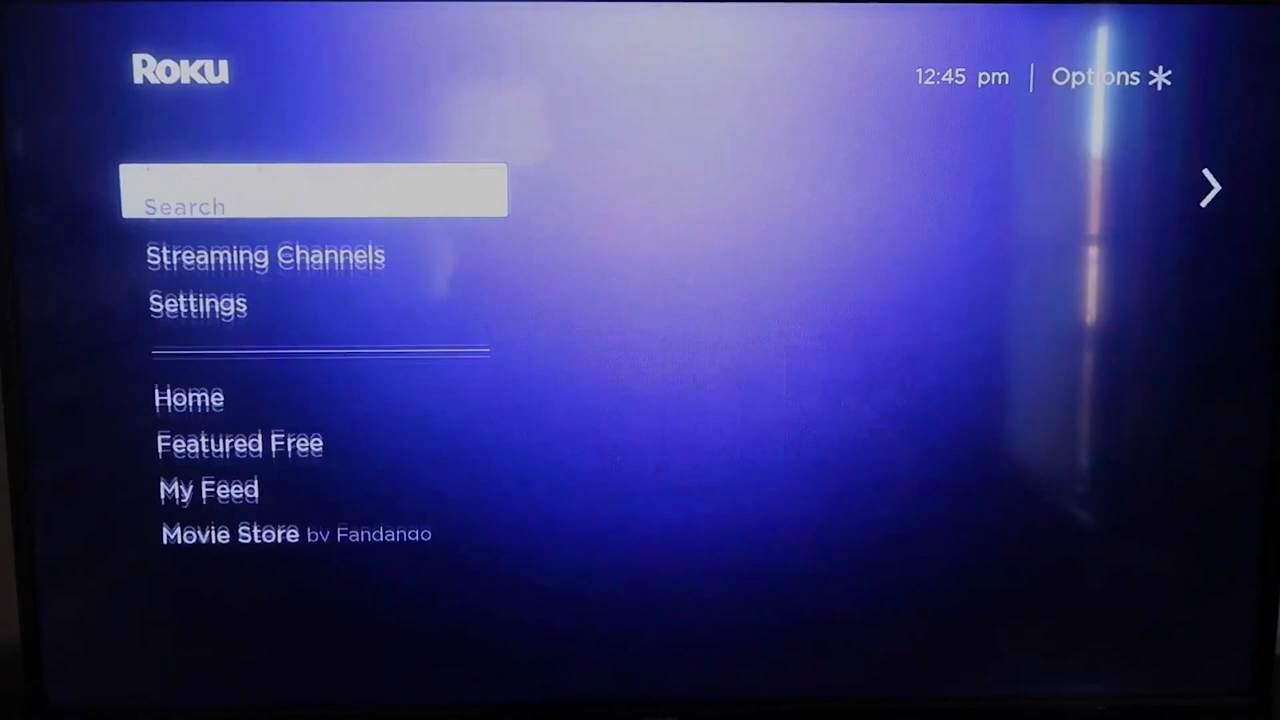 Roku
12:45 pm | Options *
Search
Streaming Channels
Settings
Home
Featured Free
My Feed
Movie Store by Fandango